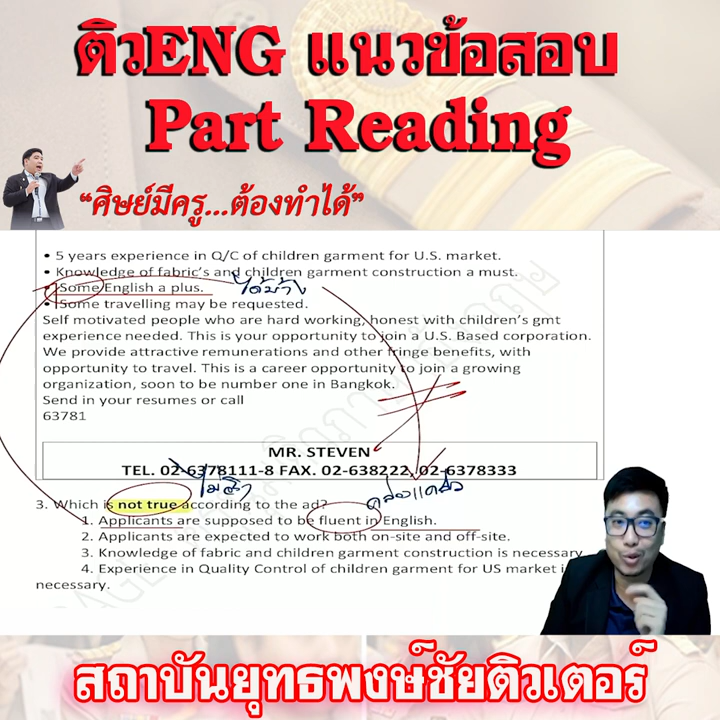 ติวENG แนวข้อสอบ
Part Reading
“ศิษย์มีครู...ต้องทำได้”
• 5 years experience in Q/C of children garment for U.S. market.
• Knowledge of fabric's and children garment construction a must.
• Some English a plus. ได้บ้าง
• Some travelling may be requested.
Self motivated people who are hard working, honest with children's gmt
experience needed. This is your opportunity to join a U.S. Based corporation.
We provide attractive remunerations and other fringe benefits, with
opportunity to travel. This is a career opportunity to join a growing
organization, soon to be number one in Bangkok.
Send in your resumes or call
63781
MR. STEVEN
TEL. 02-6378111-8 FAX. 02-638222, 02-6378333
ไม่จริง คล่องแคล่ว
3. Which is not true according to the ad?
1. Applicants are supposed to be fluent in English.
2. Applicants are expected to work both on-site and off-site.
3. Knowledge of fabric and children garment construction is necessary
4. Experience in Quality Control of children garment for US market
necessary.
สถาบันยุทธพงษ์ชัยติวเตอร์